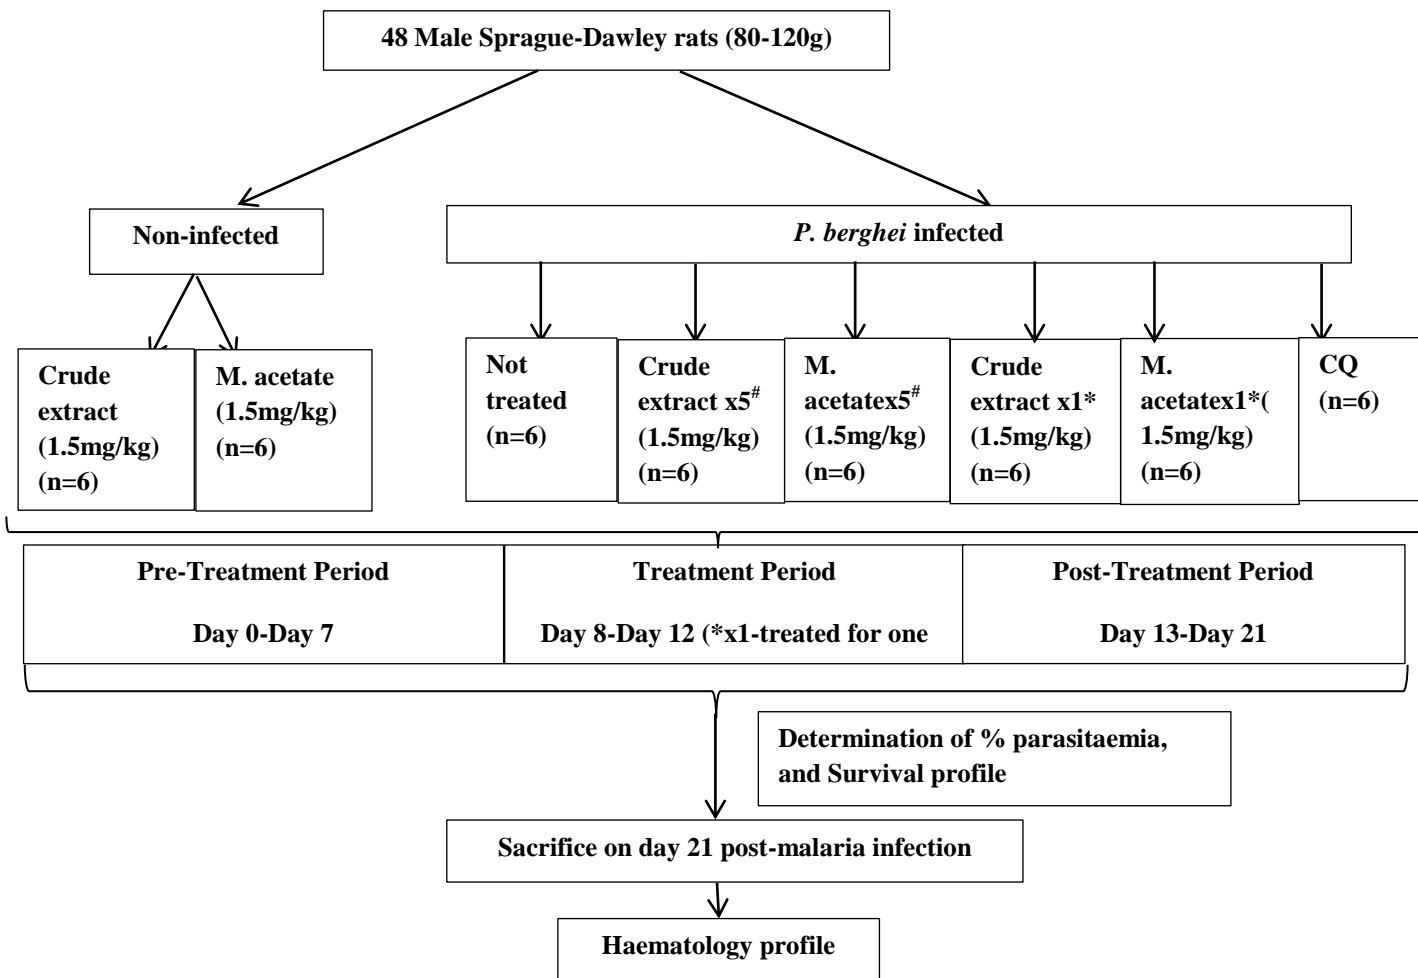 48 Male Sprague-Dawley rats (80-120g)
Non-infected
P. berghei infected
Crude
extract
(1.5mg/kg)
(n=6)
M. acetate
(1.5mg/kg)
(n=6)
Not
treated
(n=6)
Crude
extract x5#
(1.5mg/kg)
(n=6)
M.
acetatex5#
(1.5mg/kg)
(n=6)
Crude
extract x1*
(1.5mg/kg)
(n=6)
M.
acetatex1*(
1.5mg/kg)
(n=6)
CQ
(n=6)
Pre-Treatment Period
Day 0-Day 7
Treatment Period
Day 8-Day 12 (*x1-treated for one
Post-Treatment Period
Day 13-Day 21
Determination of % parasitaemia,
and Survival profile
Sacrifice on day 21 post-malaria infection
Haematology profile